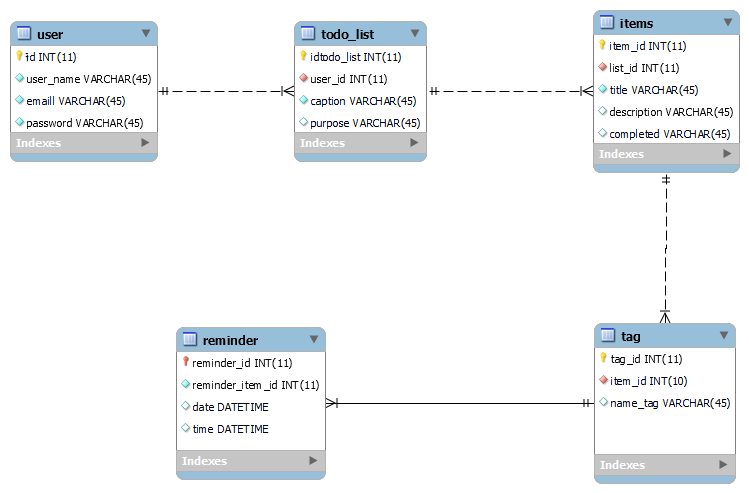 user
id INT(11)
user_name VARCHAR(45)
emaill VARCHAR(45)
password VARCHAR(45)
Indexes
todo_list
idtodo_list INT(11)
user_id INT(11)
caption VARCHAR(45)
purpose VARCHAR(45)
Indexes
items
item_id INT(11)
list_id INT(11)
title VARCHAR(45)
description VARCHAR(45)
completed VARCHAR(45)
Indexes
reminder
reminder_id INT(11)
reminder_item_id INT(11)
date DATETIME
time DATETIME
Indexes
tag
tag_id INT(11)
item_id INT(10)
name_tag VARCHAR(45)
Indexes